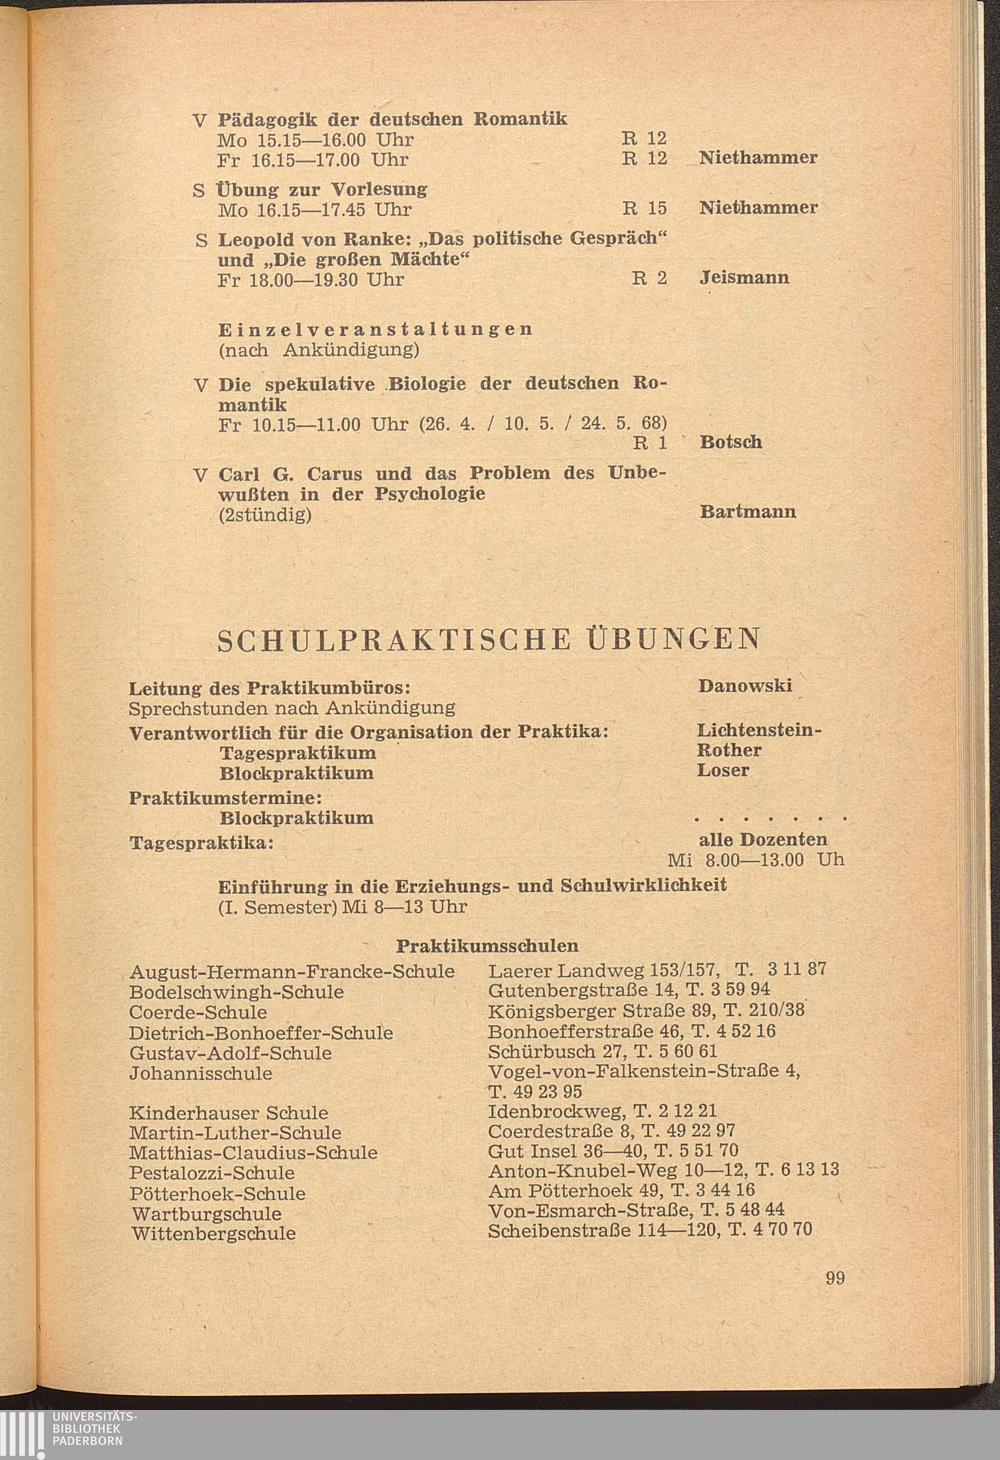 V Pädagogik der deutschen Romantik
Mo 15.15—16.00 Uhr R 12
Fr 16.15—17.00 Uhr R 12 Niethammer
S Übung zur Vorlesung
Mo 16.15—17.45 Uhr R 15 Niethammer
S Leopold von Ranke: „Das politische Gespräch“
und „Die großen Mächte“
Fr 18.00—19.30 Uhr R 2 Jeismann
Einzelveranstaltungen
(nach Ankündigung)
V Die spekulative Biologie der deutschen Ro-
mantik
Fr 10.15—11.00 Uhr (26. 4. / 10. 5. / 24. 5. 68)
R 1 Botsch
V Carl G. Carus und das Problem des Unbe-
wußten in der Psychologie
(2stündig) Bartmann
SCHULPRAKTISCHE ÜBUNGEN
Leitung des Praktikumbüros: Danowski
Sprechstunden nach Ankündigung
Verantwortlich für die Organisation der Praktika: Lichtenstein-
Tagespraktikum Rother
Blockpraktikum Loser
Praktikumstermine:
Blockpraktikum . . . . . . .
Tagespraktika: alle Dozenten
Mi 8.00—13.00 Uh
Einführung in die Erziehungs- und Schulwirklichkeit
(I. Semester) Mi 8—13 Uhr
Praktikumsschulen
August-Hermann-Francke-Schule Laerer Landweg 153/157, T. 3 11 87
Bodelschwingh-Schule Gutenbergstraße 14, T. 3 59 94
Coerde-Schule Königsberger Straße 89, T. 210/38
Dietrich-Bonhoeffer-Schule Bonhoefferstraße 46, T. 4 52 16
Gustav-Adolf-Schule Schürbusch 27, T. 5 60 61
Johannisschule Vogel-von-Falkenstein-Straße 4,
T. 49 23 95
Kinderhauser Schule Idenbrockweg, T. 2 12 21
Martin-Luther-Schule Coerdestraße 8, T. 49 22 97
Matthias-Claudius-Schule Gut Insel 36—40, T. 5 51 70
Pestalozzi-Schule Anton-Knubel-Weg 10—12, T. 6 13 13
Pötterhoek-Schule Am Pötterhoek 49, T. 3 44 16
Wartburgschule Von-Esmarch-Straße, T. 5 48 44
Wittenbergschule Scheibenstraße 114—120, T. 4 70 70
99
UNIVERSITÄTS-
BIBLIOTHEK
PADERBORN